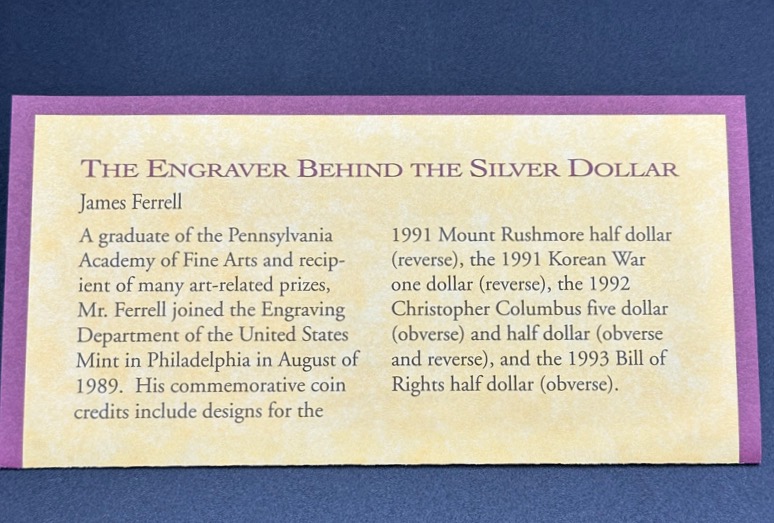 THE ENGRAVER BEHIND THE SILVER DOLLAR
James Ferrell
A graduate of the Pennsylvania
Academy of Fine Arts and recip-
ient of many art-related prizes,
Mr. Ferrell joined the Engraving
Department of the United States
Mint in Philadelphia in August of
1989. His commemorative coin
credits include designs for the
1991 Mount Rushmore half dollar
(reverse), the 1991 Korean War
one dollar (reverse), the 1992
Christopher Columbus five dollar
(obverse) and half dollar (obverse
and reverse), and the 1993 Bill of
Rights half dollar (obverse).